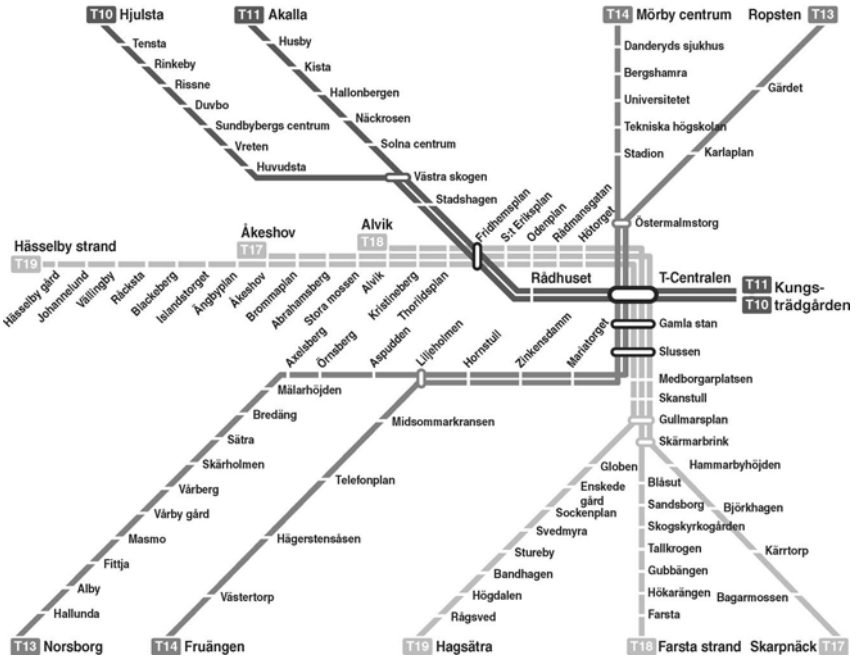 T10 Hjulsta
T11 Akalla
T14 Mörby centrum
Ropsten T13
Tensta
Rinkeby
Rissne
Duvbo
Sundbybergs centrum
Vreten
Huvudsta
Husby
Kista
Hallonbergen
Näckrosen
Solna centrum
Västra skogen
Stadshagen
Danderyds sjukhus
Bergshamra
Universitetet
Tekniska högskolan
Stadion
Gärdet
Karlaplan
Östermalmstorg
Fridhemsplan
S:t Eriksplan
Odenplan
Rådmansgatan
Hötorget
Hässelby strand
T19
Åkeshov
T17
Alvik
T18
Hässelby gård
Johannelund
Vällingby
Råcksta
Blackeberg
Islandstorget
Ängbyplan
Åkeshov
Brommaplan
Abrahamsberg
Stora mossen
Alvik
Kristineberg
Thorildsplan
Rådhuset
T-Centralen
T11 Kungs-
T10 trädgården
Gamla stan
Slussen
Medborgarplatsen
Skanstull
Gullmarsplan
Skärmarbrink
Axelsberg
Örnsberg
Aspudden
Liljeholmen
Hornstull
Zinkensdamm
Mariatorget
Mälarhöjden
Bredäng
Sätra
Skärholmen
Vårberg
Vårby gård
Masmo
Fittja
Alby
Hallunda
Midsommarkransen
Telefonplan
Hägerstensåsen
Västertorp
Globen
Enskede
gård
Sockenplan
Svedmyra
Stureby
Bandhagen
Högdalen
Rågsved
Blåsut
Sandsborg
Skogskyrkogården
Tallkrogen
Gubbängen
Hökarängen
Farsta
Hammarbyhöjden
Björkhagen
Kärrtorp
Bagarmossen
T13 Norsborg
T14 Fruängen
T19 Hagsätra
T18 Farsta strand
Skarpnäck T17